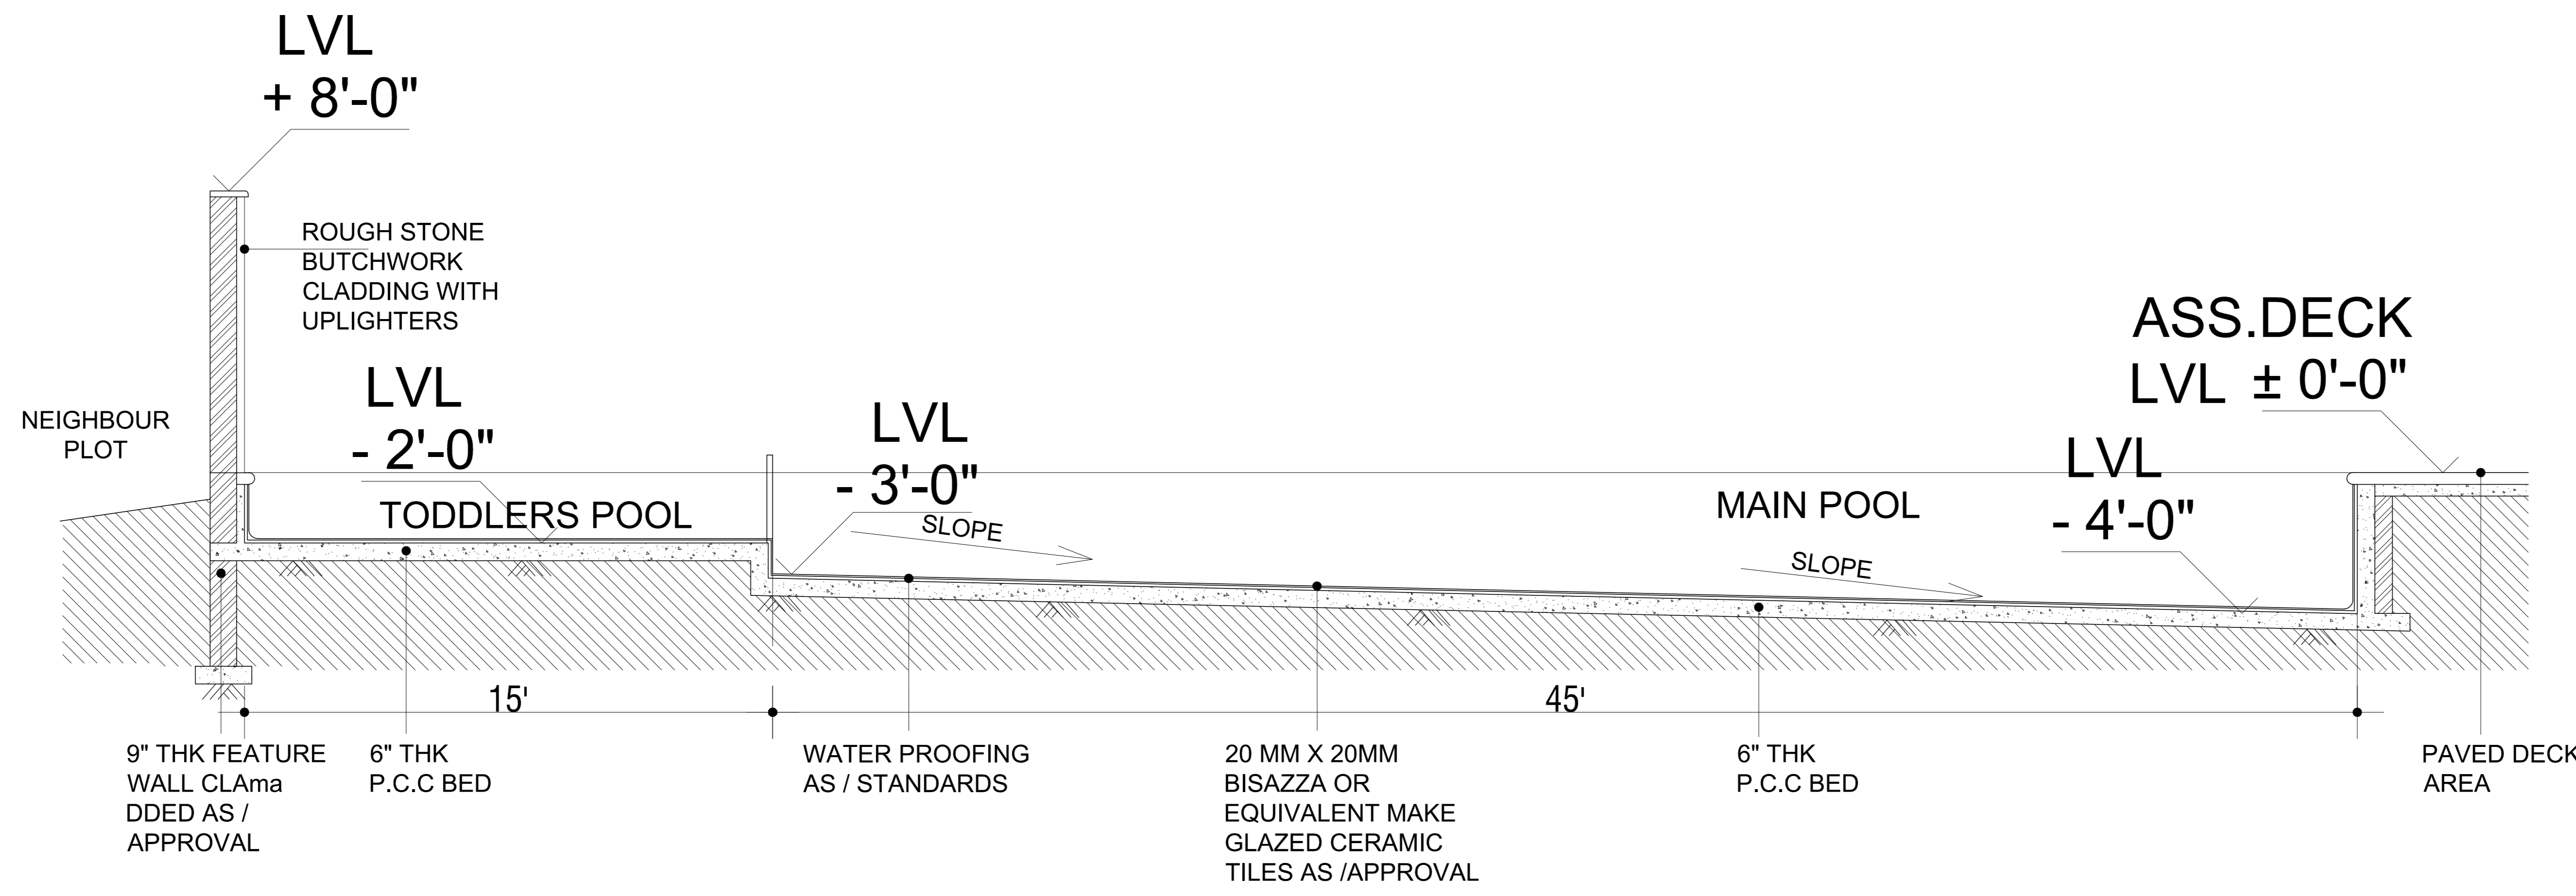 LVL
+ 8'-0"
ROUGH STONE
BUTCHWORK
CLADDING WITH
UPLIGHTERS
NEIGHBOUR
PLOT
LVL
- 2'-0"
TODDLERS POOL
LVL
- 3'-0"
SLOPE
MAIN POOL
SLOPE
ASS.DECK
LVL ± 0'-0"
LVL
- 4'-0"
15'
45'
9" THK FEATURE
WALL CLAma
DDED AS /
APPROVAL
6" THK
P.C.C BED
WATER PROOFING
AS / STANDARDS
20 MM X 20MM
BISAZZA OR
EQUIVALENT MAKE
GLAZED CERAMIC
TILES AS /APPROVAL
6" THK
P.C.C BED
PAVED DECK
AREA